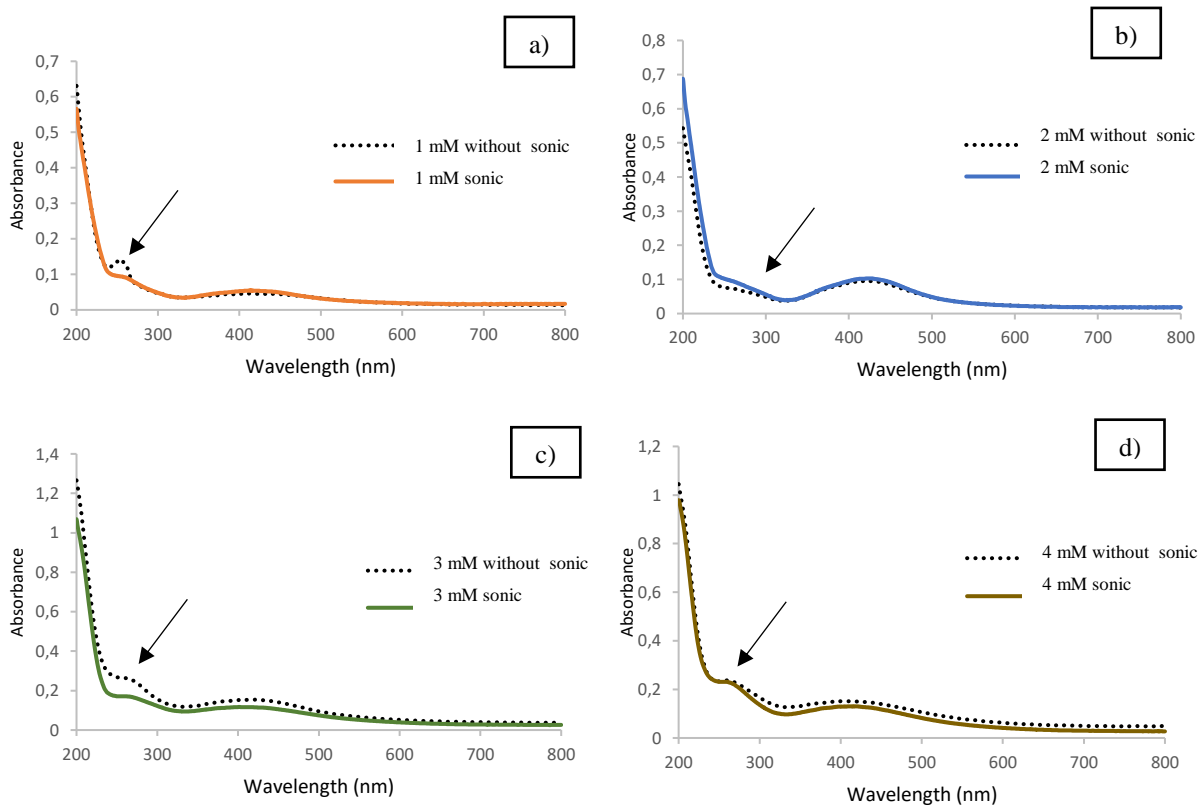 a)
0,7
0,6
0,5
0,4
0,3
0,2
0,1
0
Absorbance
1 mM without sonic
1 mM sonic
200 300 400 500 600 700 800
Wavelength (nm)
b)
0,8
0,7
0,6
0,5
0,4
0,3
0,2
0,1
0
Absorbance
2 mM without sonic
2 mM sonic
200 300 400 500 600 700 800
Wavelength (nm)
c)
1,4
1,2
1
0,8
0,6
0,4
0,2
0
Absorbance
3 mM without sonic
3 mM sonic
200 300 400 500 600 700 800
Wavelength (nm)
d)
1,2
1
0,8
0,6
0,4
0,2
0
Absorbance
4 mM without sonic
4 mM sonic
200 300 400 500 600 700 800
Wavelength (nm)